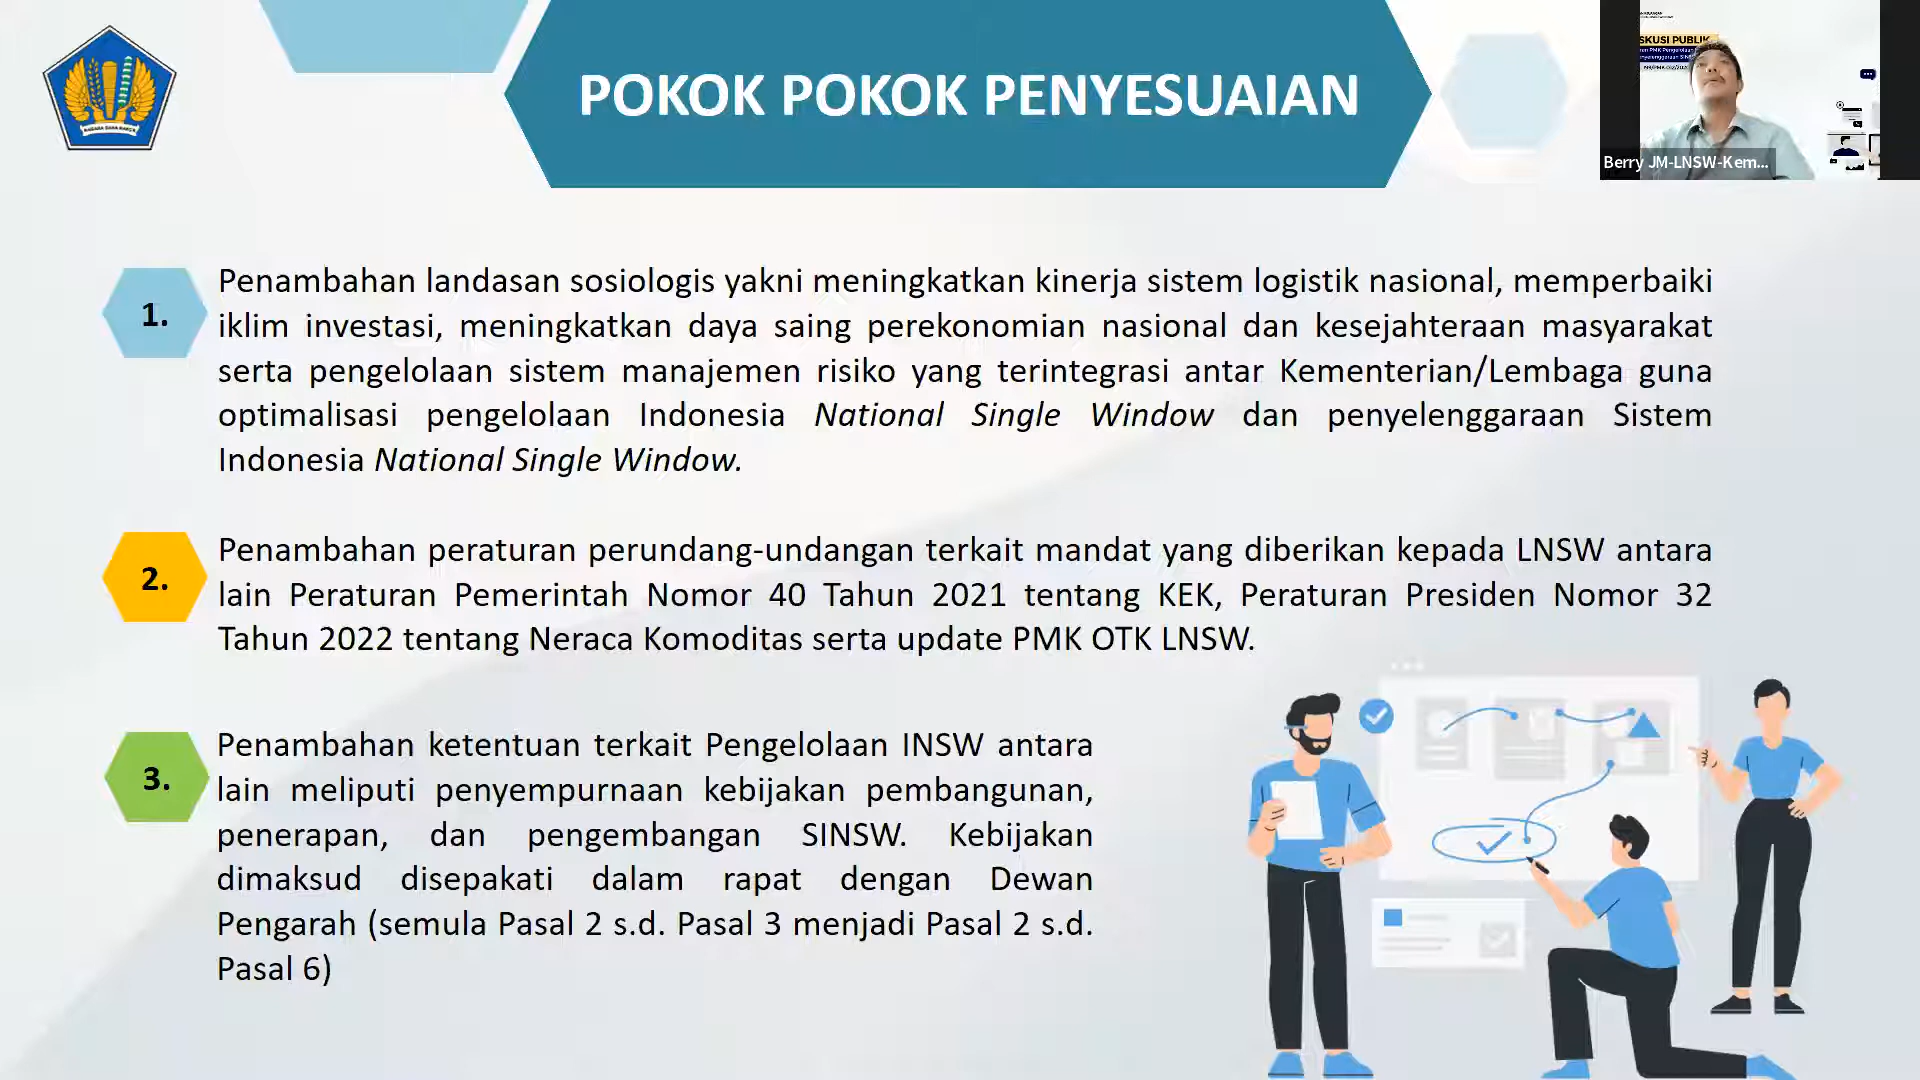 POKOK POKOK PENYESUAIAN
SKUSI PUBLIK
Berry JM-LNSW-Kem...
NAGARA DANA RAKCA
1.
Penambahan landasan sosiologis yakni meningkatkan kinerja sistem logistik nasional, memperbaiki
iklim investasi, meningkatkan daya saing perekonomian nasional dan kesejahteraan masyarakat
serta pengelolaan sistem manajemen risiko yang terintegrasi antar Kementerian/Lembaga guna
optimalisasi pengelolaan Indonesia National Single Window dan penyelenggaraan Sistem
Indonesia National Single Window.
2.
Penambahan peraturan perundang-undangan terkait mandat yang diberikan kepada LNSW antara
lain Peraturan Pemerintah Nomor 40 Tahun 2021 tentang KEK, Peraturan Presiden Nomor 32
Tahun 2022 tentang Neraca Komoditas serta update PMK OTK LNSW.
3.
Penambahan ketentuan terkait Pengelolaan INSW antara
lain meliputi penyempurnaan kebijakan pembangunan,
penerapan, dan pengembangan SINSW. Kebijakan
dimaksud disepakati dalam rapat dengan Dewan
Pengarah (semula Pasal 2 s.d. Pasal 3 menjadi Pasal 2 s.d.
Pasal 6)